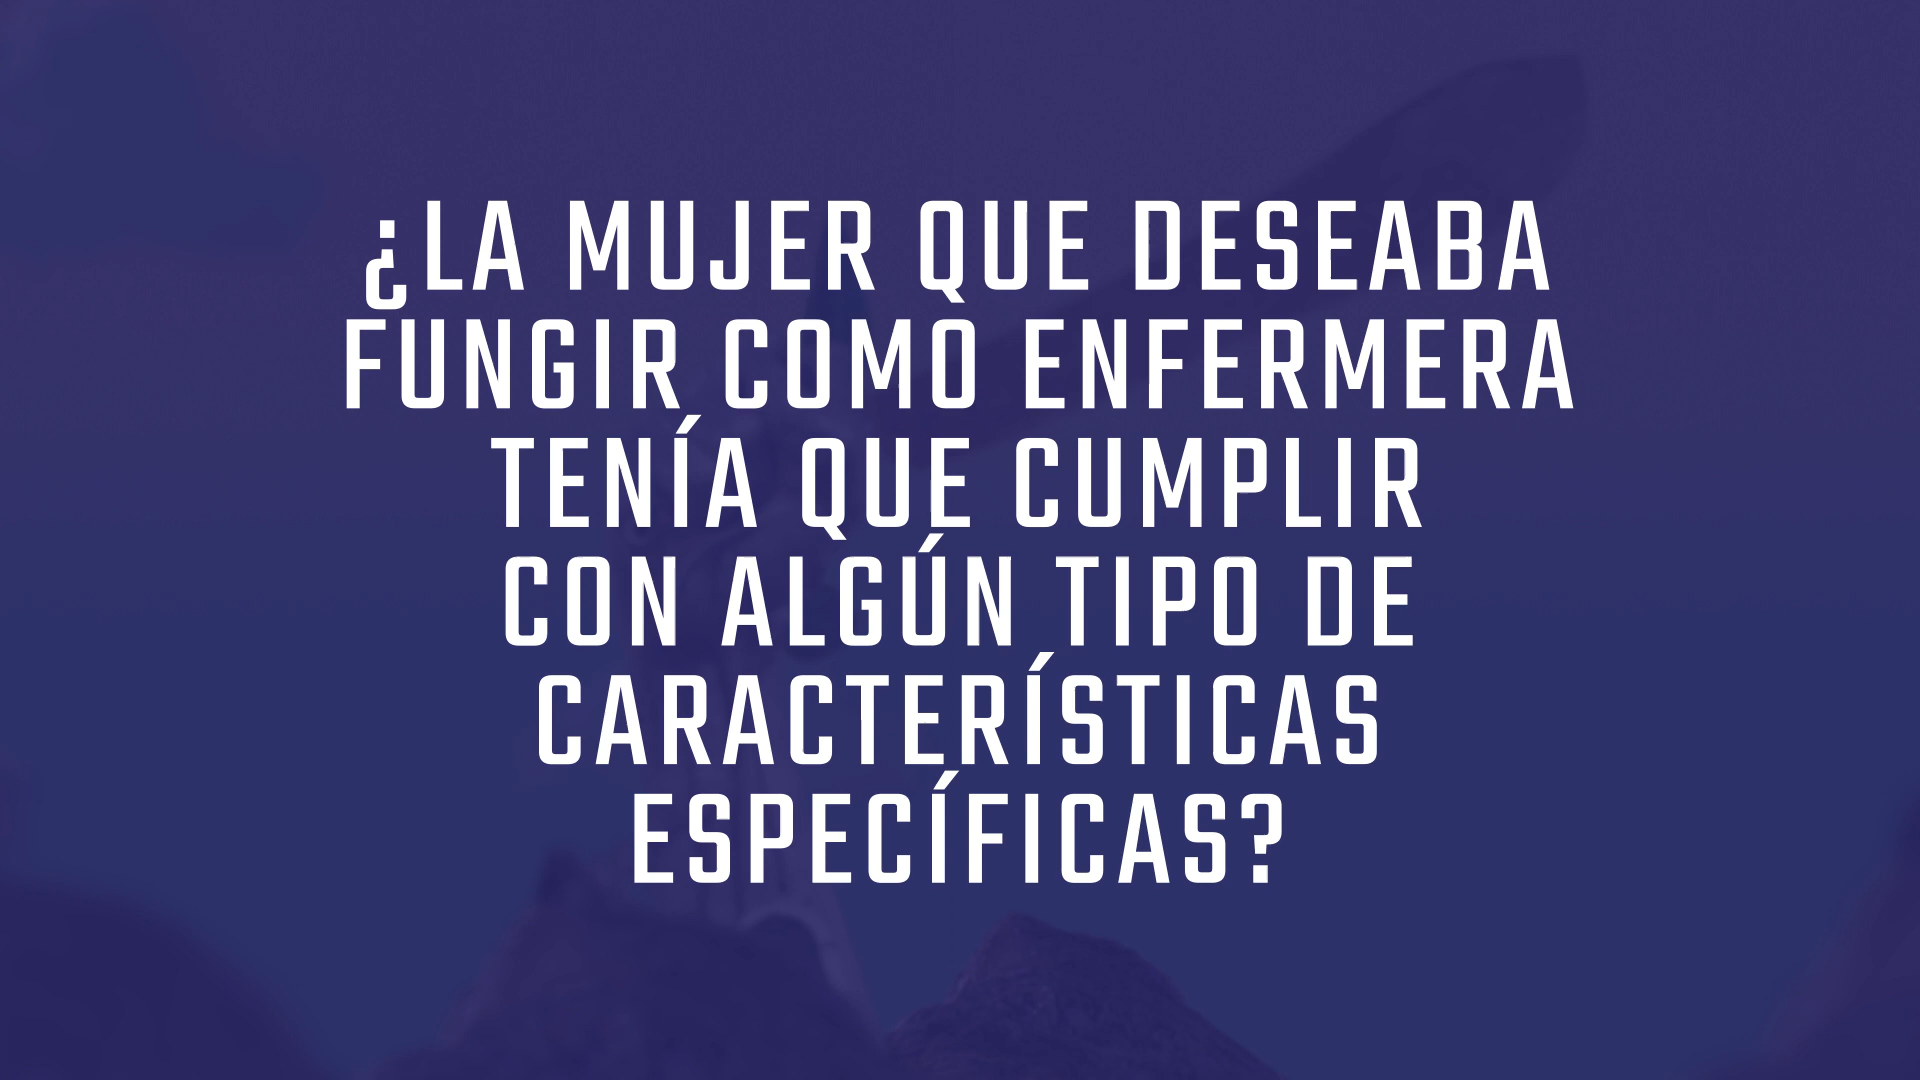 ¿LA MUJER QUE DESEABA
FUNGIR COMO ENFERMERA
TENÍA QUE CUMPLIR
CON ALGÚN TIPO DE
CARACTERÍSTICAS
ESPECÍFICAS?